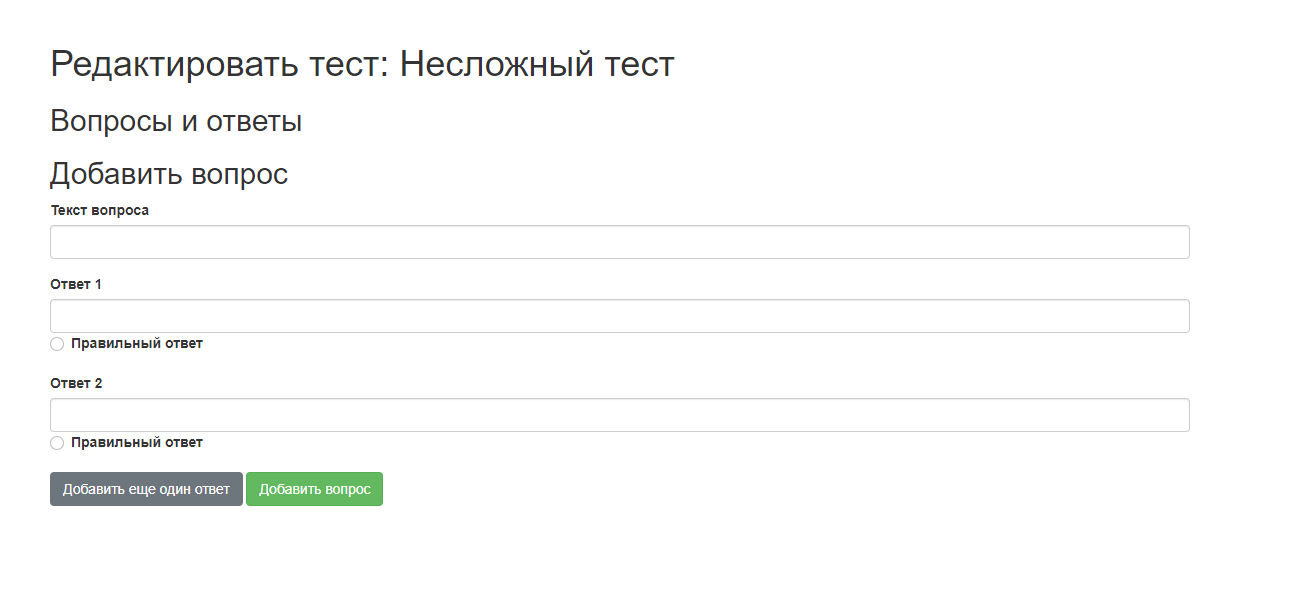 Редактировать тест: Несложный тест
Вопросы и ответы
Добавить вопрос
Текст вопроса
Ответ 1
Правильный ответ
Ответ 2
Правильный ответ
Добавить еще один ответ Добавить вопрос